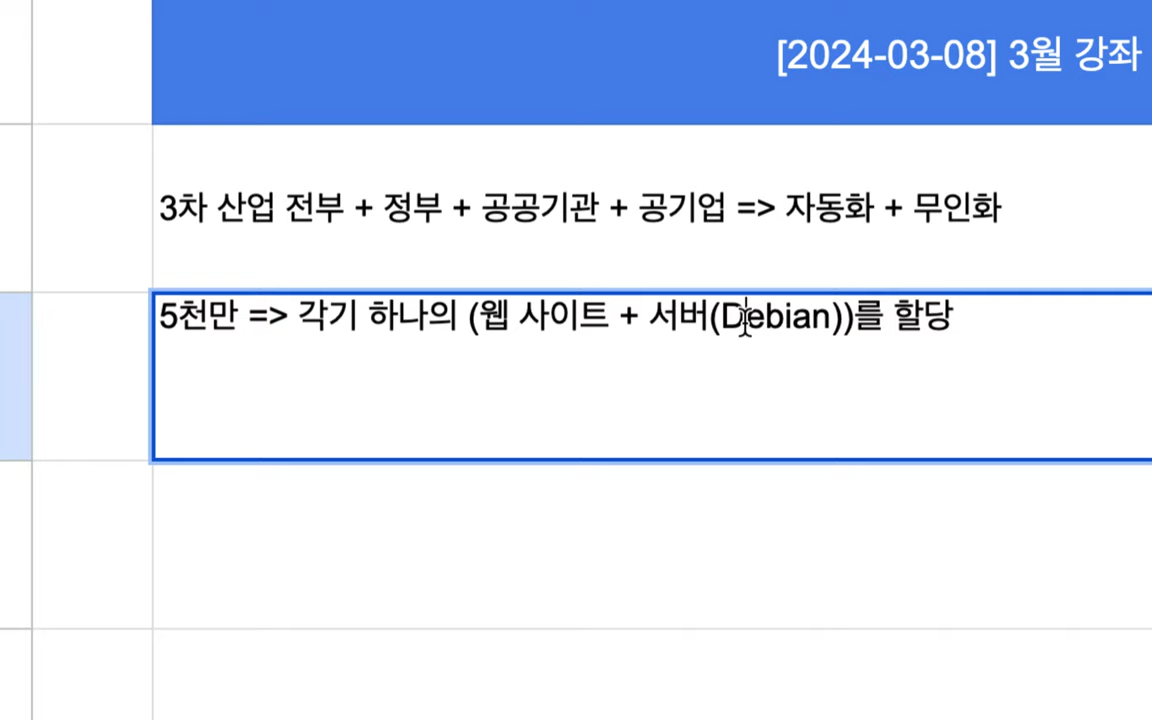 [2024-03-08] 3월 강좌
3차 산업 전부 + 정부 + 공공기관 + 공기업 => 자동화 + 무인화
5천만 => 각기 하나의 (웹 사이트 + 서버(Debian))를 할당